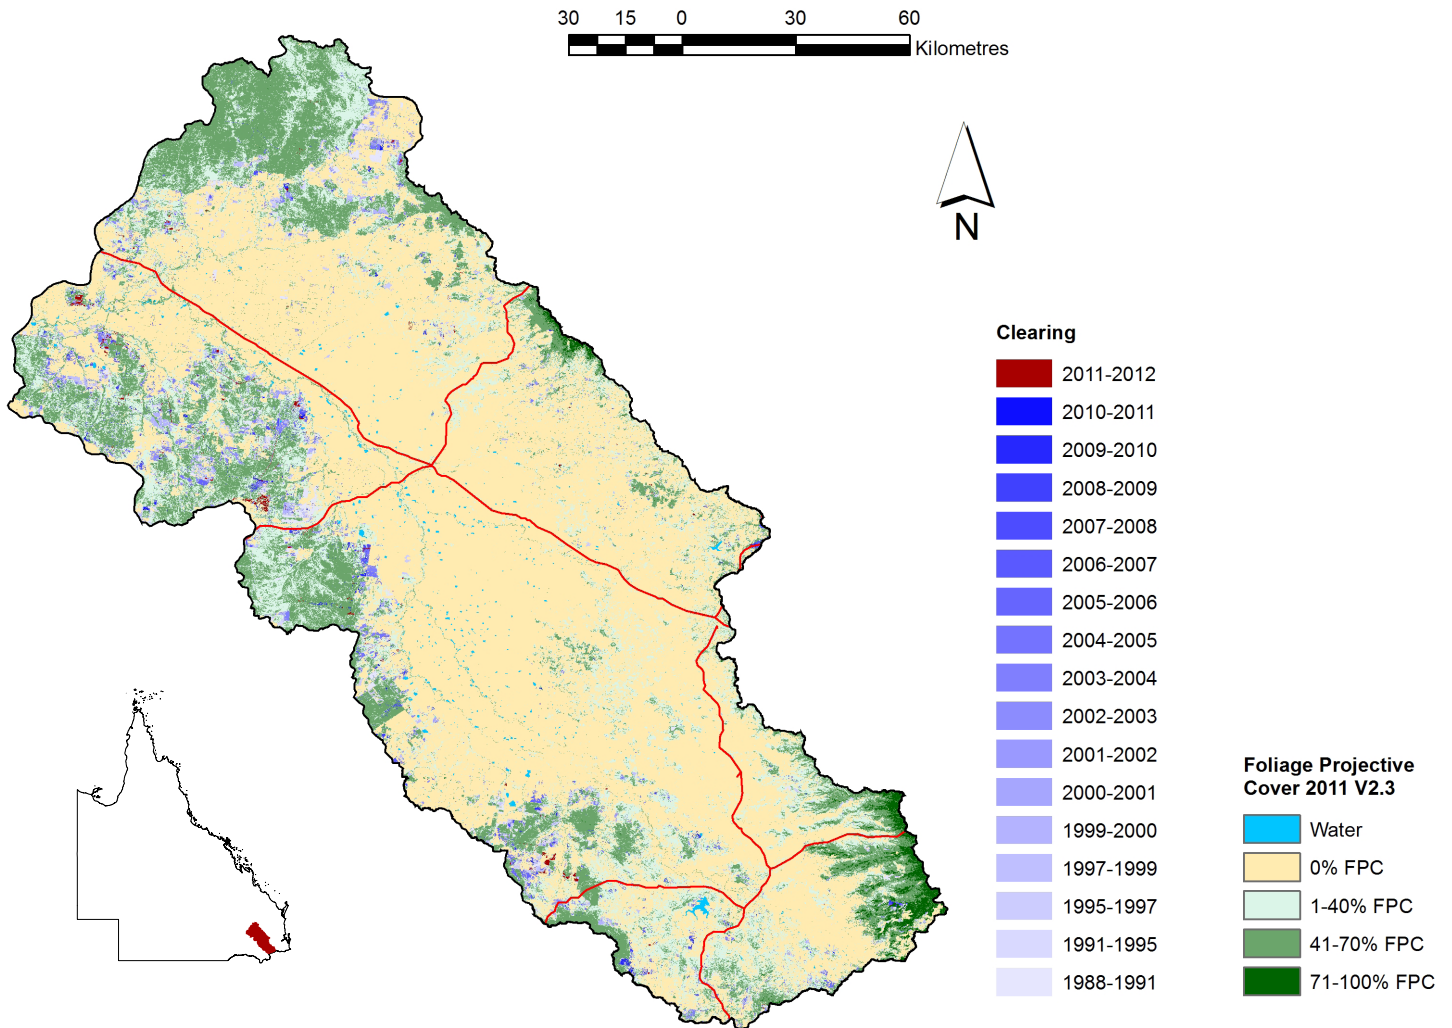 30 15 0 30 60
Kilometres
N
Clearing
2011-2012
2010-2011
2009-2010
2008-2009
2007-2008
2006-2007
2005-2006
2004-2005
2003-2004
2002-2003
2001-2002
2000-2001
1999-2000
1997-1999
1995-1997
1991-1995
1988-1991
Foliage Projective
Cover 2011 V2.3
Water
0% FPC
1-40% FPC
41-70% FPC
71-100% FPC